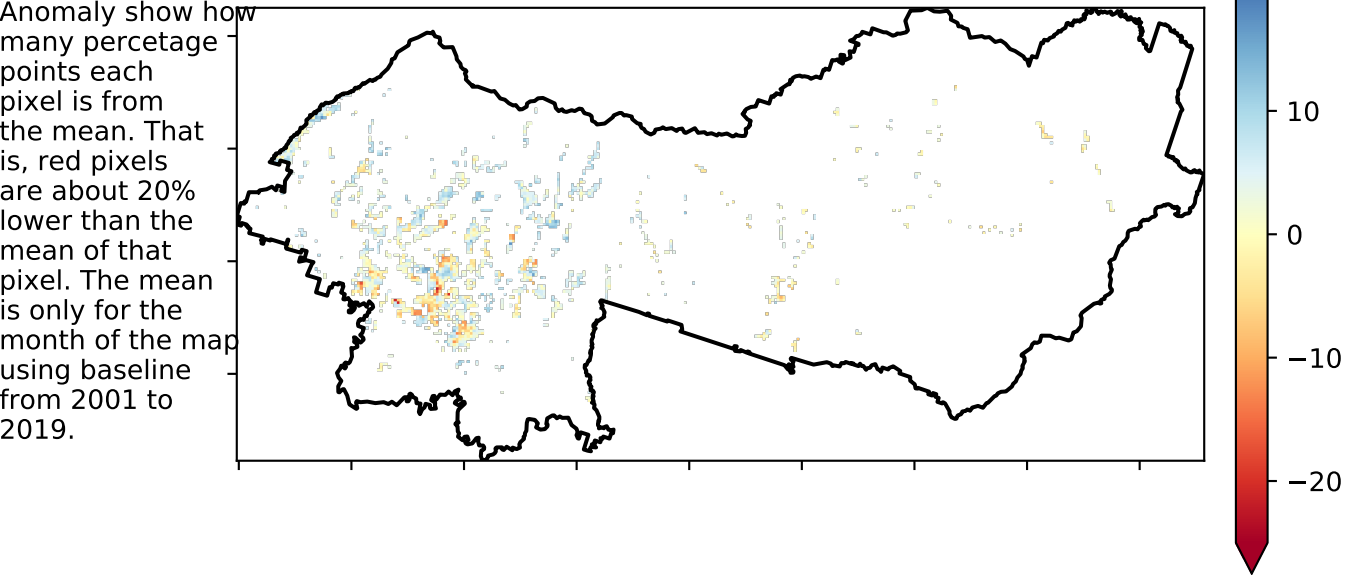 Anomaly show how
many percetage
points each
pixel is from
the mean. That
is, red pixels
are about 20%
lower than the
mean of that
pixel. The mean
is only for the
month of the map
using baseline
from 2001 to
2019.
10
0
−10
−20